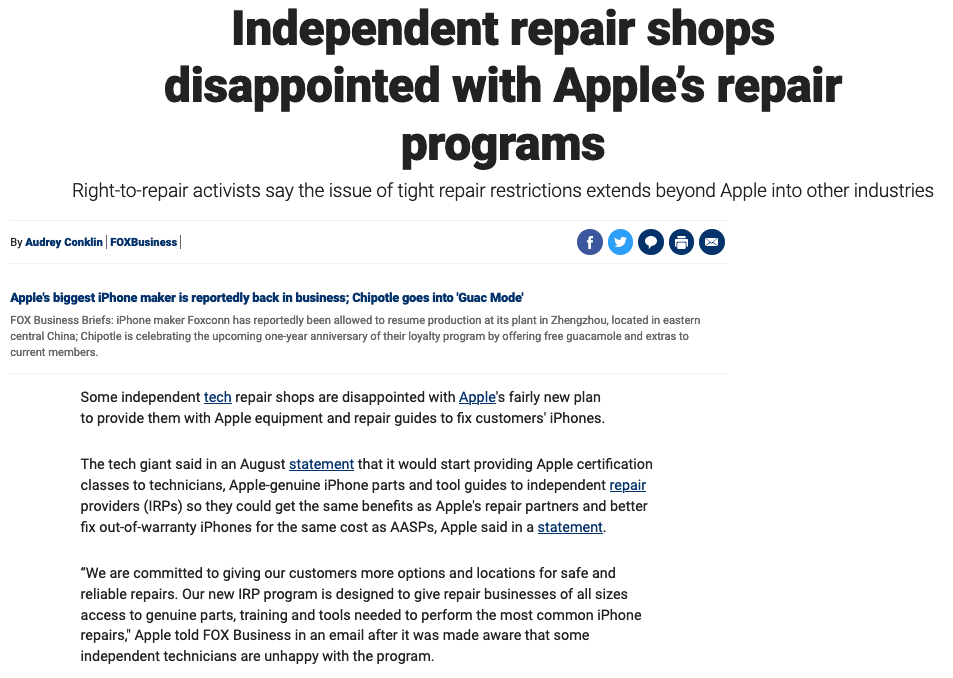 Independent repair shops
disappointed with Apple’s repair
programs
Right-to-repair activists say the issue of tight repair restrictions extends beyond Apple into other industries
By Audrey Conklin | FOXBusiness |
Apple's biggest iPhone maker is reportedly back in business; Chipotle goes into 'Guac Mode'
FOX Business Briefs: iPhone maker Foxconn has reportedly been allowed to resume production at its plant in Zhengzhou, located in eastern
central China; Chipotle is celebrating the upcoming one-year anniversary of their loyalty program by offering free guacamole and extras to
current members.
Some independent tech repair shops are disappointed with Apple's fairly new plan
to provide them with Apple equipment and repair guides to fix customers' iPhones.
The tech giant said in an August statement that it would start providing Apple certification
classes to technicians, Apple-genuine iPhone parts and tool guides to independent repair
providers (IRPs) so they could get the same benefits as Apple's repair partners and better
fix out-of-warranty iPhones for the same cost as AASPs, Apple said in a statement.
“We are committed to giving our customers more options and locations for safe and
reliable repairs. Our new IRP program is designed to give repair businesses of all sizes
access to genuine parts, training and tools needed to perform the most common iPhone
repairs," Apple told FOX Business in an email after it was made aware that some
independent technicians are unhappy with the program.